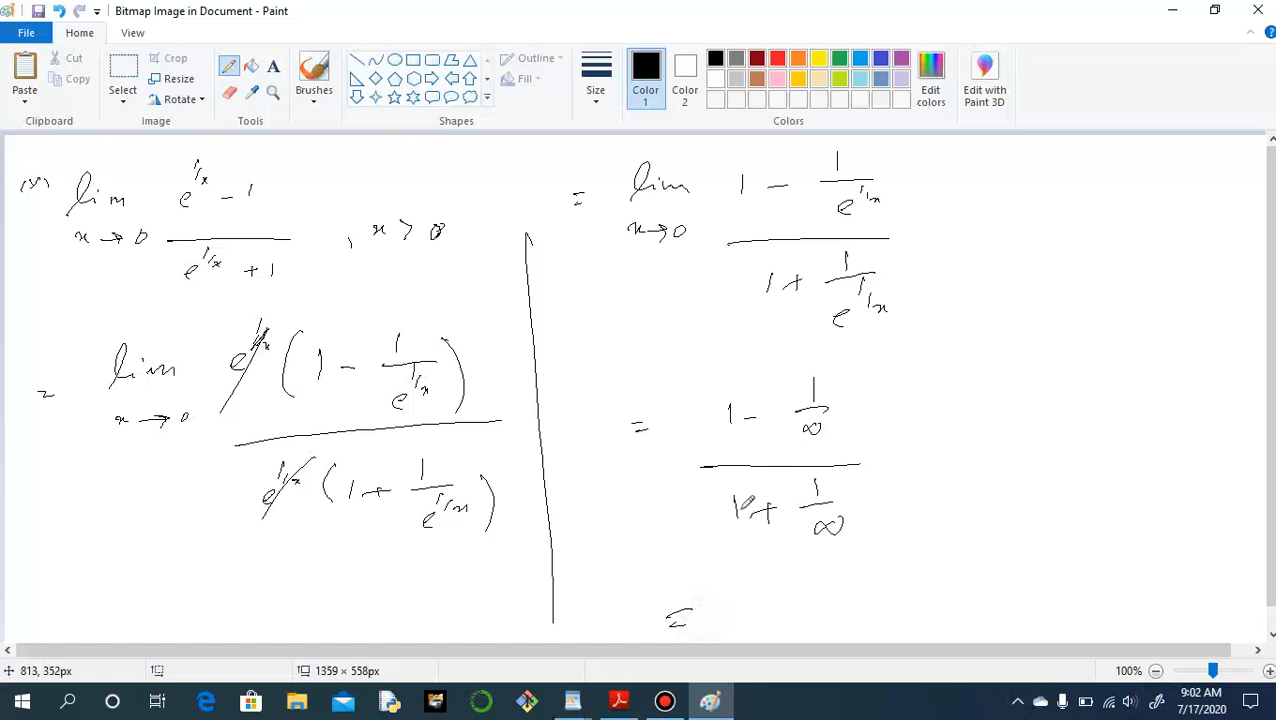 Bitmap Image in Document - Paint
File Home View
Paste Cut Copy Clipboard
Select Crop Resize Rotate Image
Tools
Brushes
Outline Fill Shapes
Size
Color 1 Color 2 Edit colors Colors
Edit with Paint 3D
(v) lim x→0 (e^{1/x} - 1)/(e^{1/x} + 1) , x > 0
= lim x→0 e^{1/x}(1 - 1/e^{1/x}) / e^{1/x}(1 + 1/e^{1/x})
= lim x→0 (1 - 1/e^{1/x})/(1 + 1/e^{1/x})
= (1 - 1/∞)/(1 + 1/∞)
=
813, 352px 1359 × 558px 100%
9:02 AM
7/17/2020